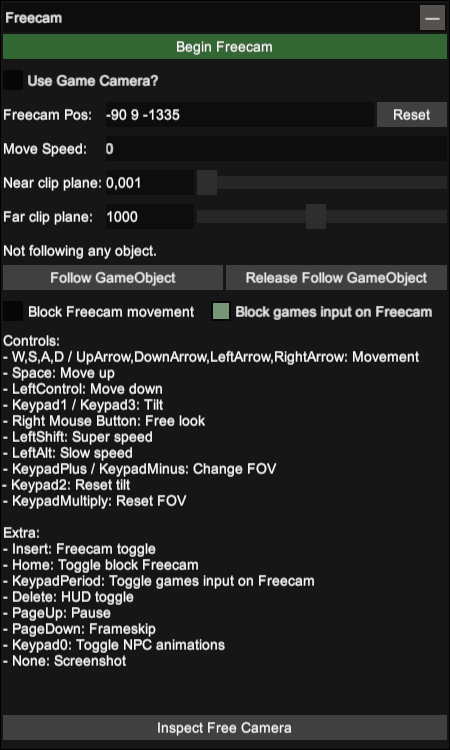 Freecam
Begin Freecam
Use Game Camera?
Freecam Pos: -90 9 -1335 Reset
Move Speed: 0
Near clip plane: 0,001
Far clip plane: 1000
Not following any object.
Follow GameObject Release Follow GameObject
Block Freecam movement Block games input on Freecam
Controls:
- W,S,A,D / UpArrow,DownArrow,LeftArrow,RightArrow: Movement
- Space: Move up
- LeftControl: Move down
- Keypad1 / Keypad3: Tilt
- Right Mouse Button: Free look
- LeftShift: Super speed
- LeftAlt: Slow speed
- KeypadPlus / KeypadMinus: Change FOV
- Keypad2: Reset tilt
- KeypadMultiply: Reset FOV
Extra:
- Insert: Freecam toggle
- Home: Toggle block Freecam
- KeypadPeriod: Toggle games input on Freecam
- Delete: HUD toggle
- PageUp: Pause
- PageDown: Frameskip
- Keypad0: Toggle NPC animations
- None: Screenshot
Inspect Free Camera